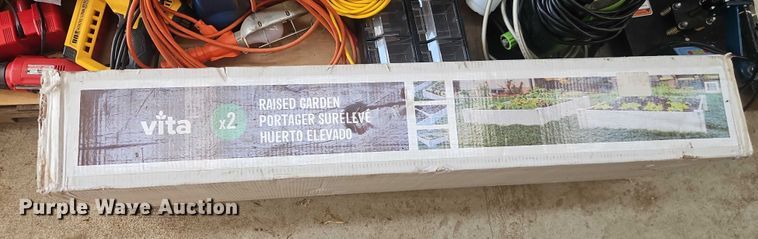 vita
x2
RAISED GARDEN
PORTAGER SURÉLEVÉ
HUERTO ELEVADO
Purple Wave Auction